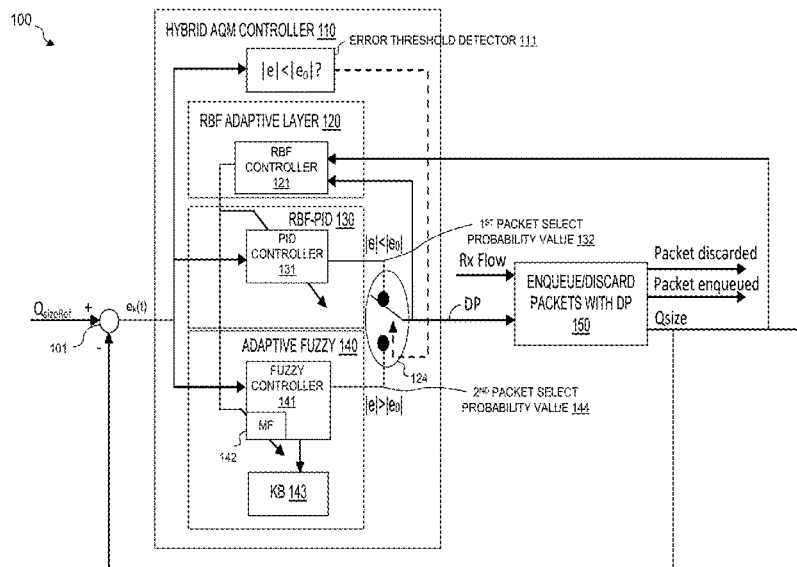 100
HYBRID AQM CONTROLLER 110
ERROR THRESHOLD DETECTOR 111
|e|<|e₀|?
RBF ADAPTIVE LAYER 120
RBF
CONTROLLER
121
RBF-PID 130
PID
CONTROLLER
131
|e|<|e₀|
1ST PACKET SELECT
PROBABILITY VALUE 132
Rx Flow
ENQUEUE/DISCARD
PACKETS WITH DP
150
Packet discarded
Packet enqueued
Qsize
DP
QsizeRef
+
-
101
eₖ(t)
124
ADAPTIVE FUZZY 140
FUZZY
CONTROLLER
141
MF
142
KB 143
|e|>|e₀|
2ND PACKET SELECT
PROBABILITY VALUE 144